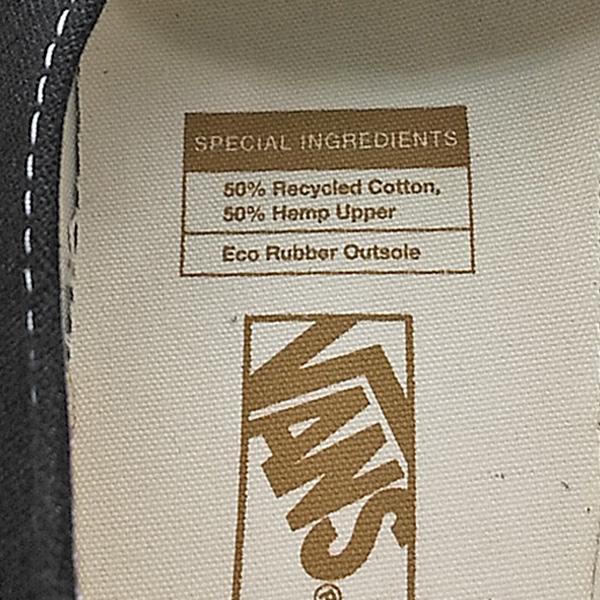 SPECIAL INGREDIENTS
50% Recycled Cotton,
50% Hemp Upper
Eco Rubber Outsole
VANS
®